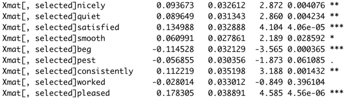 Xmat[, selected]nicely 0.093673 0.032612 2.872 0.004076 **
Xmat[, selected]quiet 0.089649 0.031343 2.860 0.004234 **
Xmat[, selected]satisfied 0.134988 0.032888 4.104 4.06e-05 ***
Xmat[, selected]smooth 0.060991 0.027861 2.189 0.028592 *
Xmat[, selected]beg -0.114528 0.032129 -3.565 0.000365 ***
Xmat[, selected]pest -0.056855 0.030356 -1.873 0.061085 .
Xmat[, selected]consistently 0.112219 0.035198 3.188 0.001432 **
Xmat[, selected]worked -0.028014 0.033012 -0.849 0.396104
Xmat[, selected]pleased 0.178305 0.038891 4.585 4.56e-06 ***